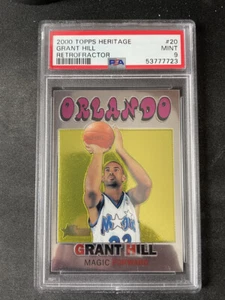 2000 TOPPS HERITAGE #20
GRANT HILL MINT
RETROFRACTOR 9
PSA 53777723
ORLANDO
GRANT HILL
MAGIC